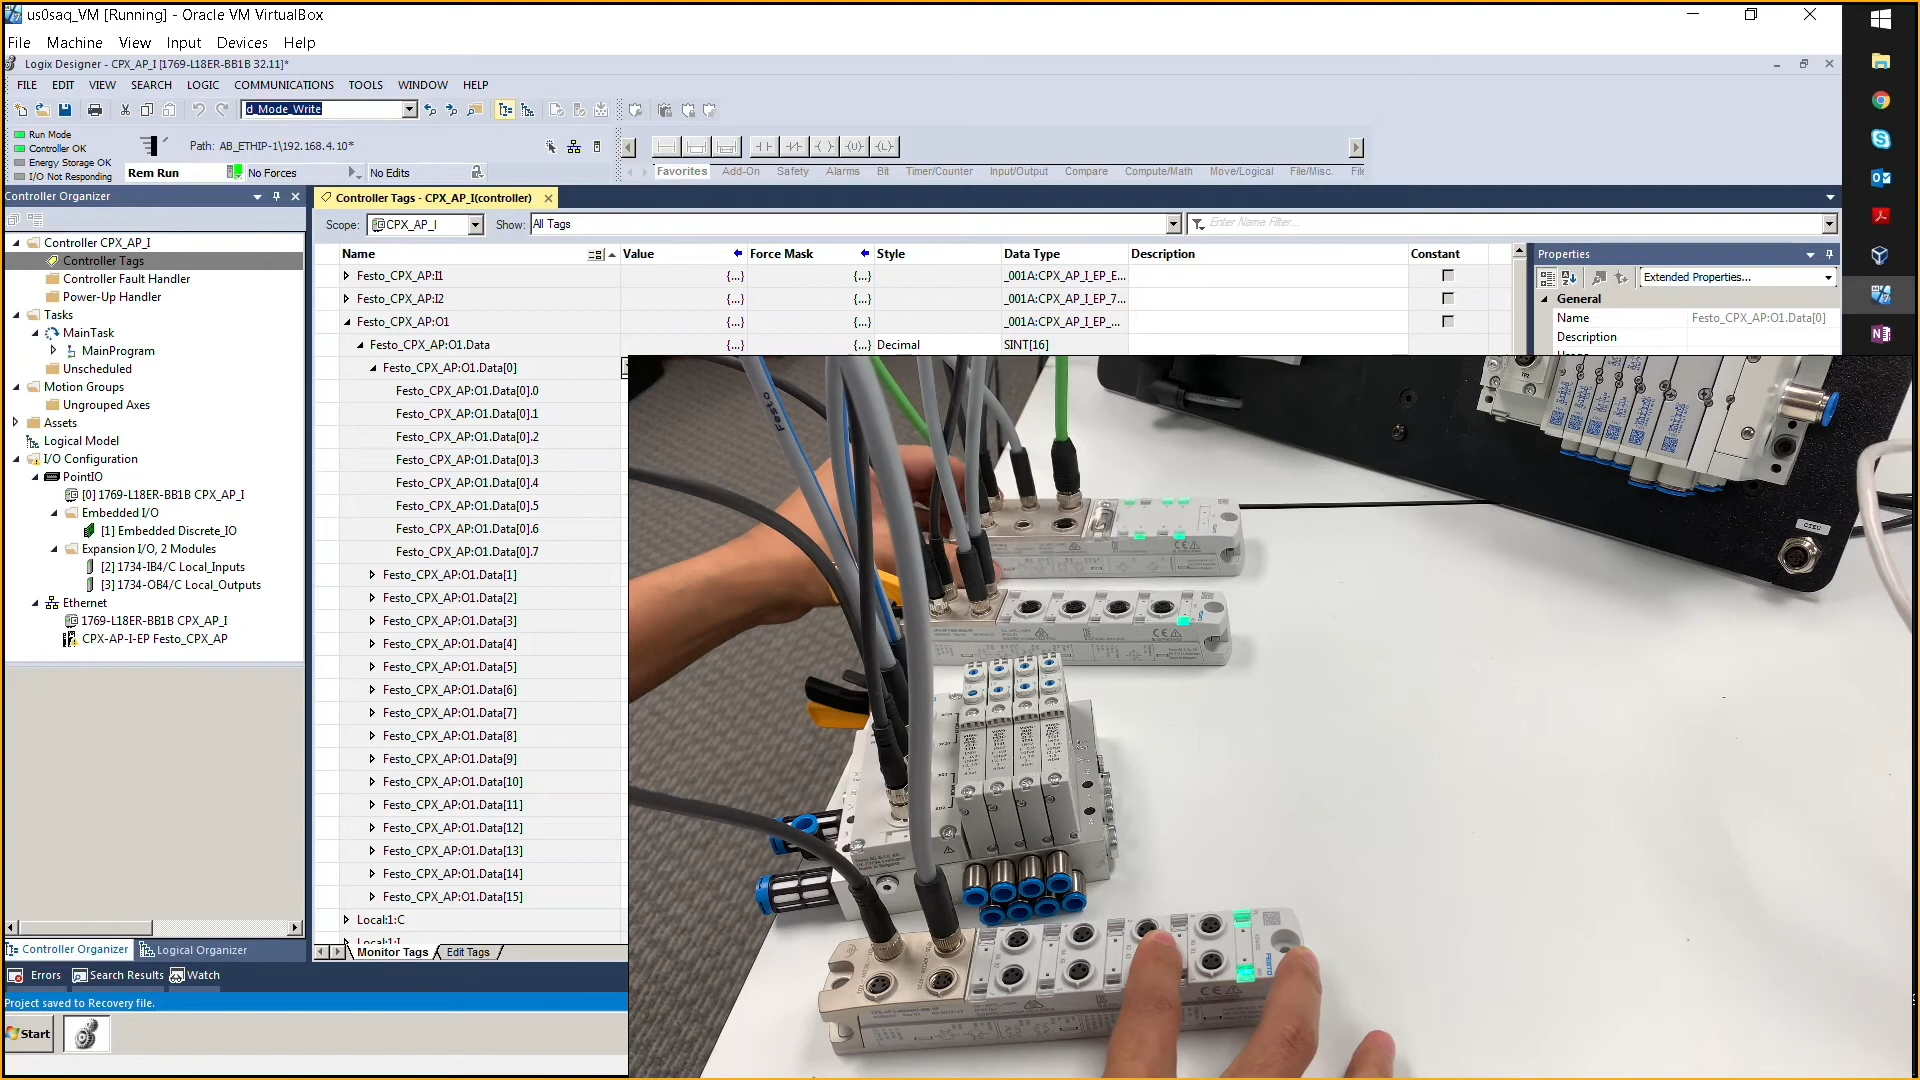 us0saq_VM [Running] - Oracle VM VirtualBox
File Machine View Input Devices Help
Logix Designer - CPX_AP_I [1769-L18ER-BB1B 32.11]*
FILE EDIT VIEW SEARCH LOGIC COMMUNICATIONS TOOLS WINDOW HELP
d_Mode_Write
Run Mode
Controller OK
Energy Storage OK
I/O Not Responding
Path: AB_ETHIP-1\192.168.4.10*
Rem Run No Forces No Edits
Favorites Add-On Safety Alarms Bit Timer/Counter Input/Output Compare Compute/Math Move/Logical File/Misc. File
Controller Organizer
Controller CPX_AP_I
Controller Tags
Controller Fault Handler
Power-Up Handler
Tasks
MainTask
MainProgram
Unscheduled
Motion Groups
Ungrouped Axes
Assets
Logical Model
I/O Configuration
PointIO
[0] 1769-L18ER-BB1B CPX_AP_I
Embedded I/O
[1] Embedded Discrete_IO
Expansion I/O, 2 Modules
[2] 1734-IB4/C Local_Inputs
[3] 1734-OB4/C Local_Outputs
Ethernet
1769-L18ER-BB1B CPX_AP_I
CPX-AP-I-EP Festo_CPX_AP
Controller Organizer Logical Organizer
Controller Tags - CPX_AP_I(controller)
Scope: CPX_AP_I Show: All Tags Enter Name Filter...
Name Value Force Mask Style Data Type Description Constant
Festo_CPX_AP:I1 {...} {...} _001A:CPX_AP_I_EP_E...
Festo_CPX_AP:I2 {...} {...} _001A:CPX_AP_I_EP_7...
Festo_CPX_AP:O1 {...} {...} _001A:CPX_AP_I_EP_...
Festo_CPX_AP:O1.Data {...} {...} Decimal SINT[16]
Festo_CPX_AP:O1.Data[0]
Festo_CPX_AP:O1.Data[0].0
Festo_CPX_AP:O1.Data[0].1
Festo_CPX_AP:O1.Data[0].2
Festo_CPX_AP:O1.Data[0].3
Festo_CPX_AP:O1.Data[0].4
Festo_CPX_AP:O1.Data[0].5
Festo_CPX_AP:O1.Data[0].6
Festo_CPX_AP:O1.Data[0].7
Festo_CPX_AP:O1.Data[1]
Festo_CPX_AP:O1.Data[2]
Festo_CPX_AP:O1.Data[3]
Festo_CPX_AP:O1.Data[4]
Festo_CPX_AP:O1.Data[5]
Festo_CPX_AP:O1.Data[6]
Festo_CPX_AP:O1.Data[7]
Festo_CPX_AP:O1.Data[8]
Festo_CPX_AP:O1.Data[9]
Festo_CPX_AP:O1.Data[10]
Festo_CPX_AP:O1.Data[11]
Festo_CPX_AP:O1.Data[12]
Festo_CPX_AP:O1.Data[13]
Festo_CPX_AP:O1.Data[14]
Festo_CPX_AP:O1.Data[15]
Local:1:C
Local:1:I
Monitor Tags Edit Tags
Properties
Extended Properties...
General
Name Festo_CPX_AP:O1.Data[0]
Description
Festo
FESTO
Errors Search Results Watch
Project saved to Recovery file.
Start